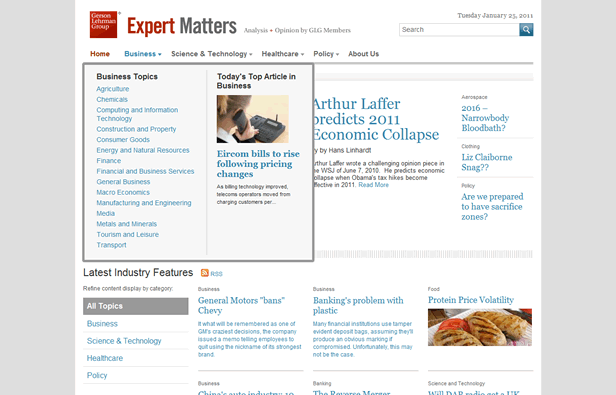 Gerson
Lehrman
Group
Expert Matters
Analysis + Opinion by GLG Members
Tuesday January 25, 2011
Search
Home
Business
Science & Technology
Healthcare
Policy
About Us
Business Topics
Agriculture
Chemicals
Computing and Information
Technology
Construction and Property
Consumer Goods
Energy and Natural Resources
Finance
Financial and Business Services
General Business
Macro Economics
Manufacturing and Engineering
Media
Metals and Minerals
Tourism and Leisure
Transport
Today's Top Article in
Business
Eircom bills to rise
following pricing
changes
As billing technology improved,
telecoms operators moved from
charging customers per...
Arthur Laffer
predicts 2011
Economic Collapse
y by Hans Linhardt
Arthur Laffer wrote a challenging opinion piece in
the WSJ of June 7, 2010. He predicts economic
collapse when Obama's tax hikes become
effective in 2011. Read More
Aerospace
2016 –
Narrowbody
Bloodbath?
Clothing
Liz Claiborne
Snag??
Policy
Are we prepared
to have sacrifice
zones?
Latest Industry Features
RSS
Refine content display by category:
All Topics
Business
Science & Technology
Healthcare
Policy
Business
General Motors "bans"
Chevy
It what will be remembered as one of
GM's crapiest decisions, the company
issued a memo telling employees to
quit using the nickname of its strongest
brand.
Business
Banking's problem with
plastic
Many financial institutions use tamper
evident deposit bags, assuming they'll
produce an obvious marking if
compromised. Unfortunately, this may
not be the case.
Food
Protein Price Volatility
Business
China's auto industry: 10
Banking
The Reverse Merger
Science and Technology
Will DAB radio get a UK